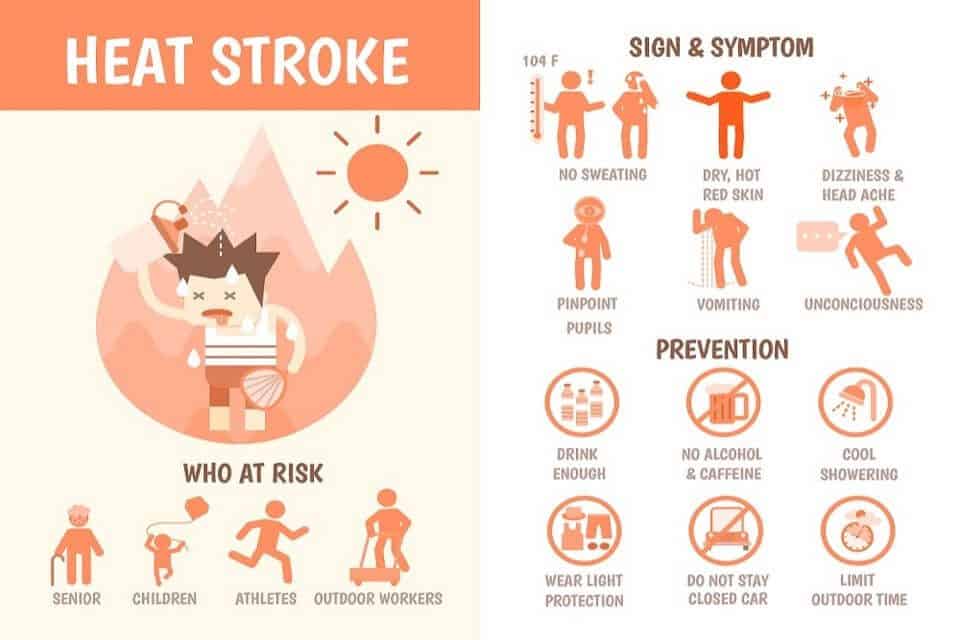 HEAT STROKE
WHO AT RISK
SENIOR
CHILDREN
ATHLETES
OUTDOOR WORKERS
SIGN & SYMPTOM
104 F
!
NO SWEATING
DRY, HOT
RED SKIN
DIZZINESS &
HEAD ACHE
PINPOINT
PUPILS
VOMITING
UNCONCIOUSNESS
PREVENTION
DRINK
ENOUGH
NO ALCOHOL
& CAFFEINE
COOL
SHOWERING
WEAR LIGHT
PROTECTION
DO NOT STAY
CLOSED CAR
LIMIT
OUTDOOR TIME